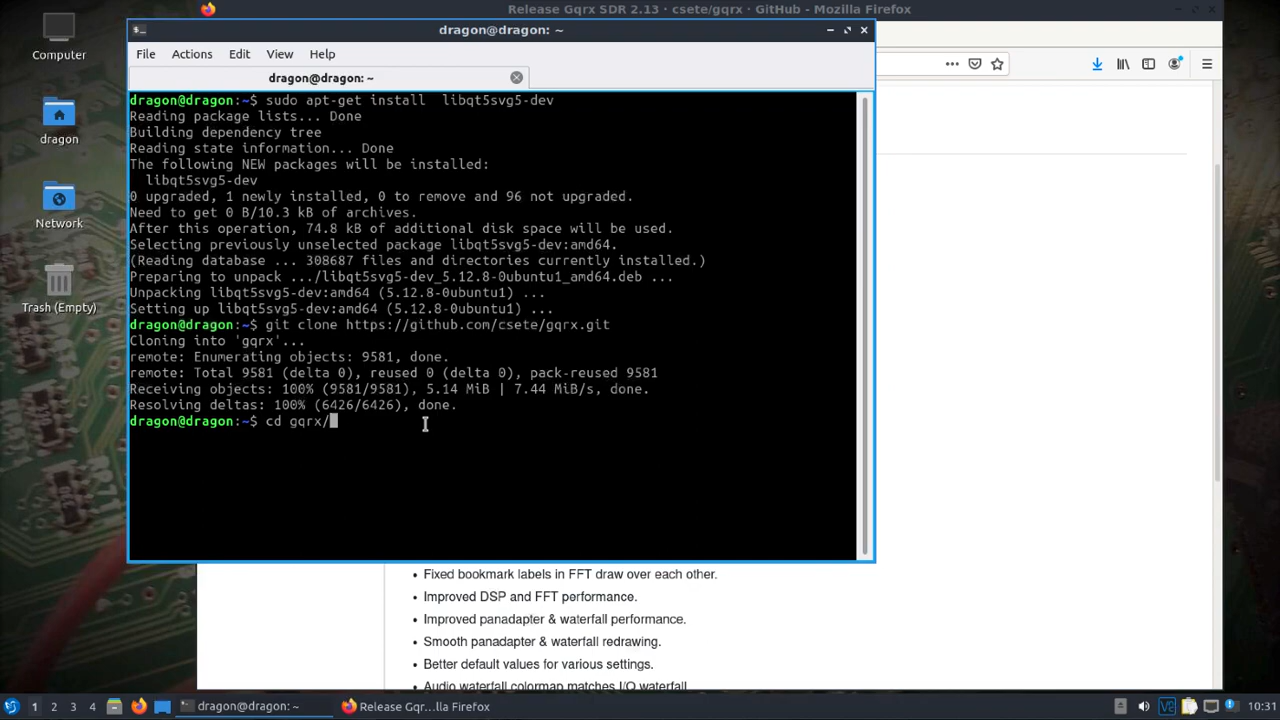 Release Gqrx SDR 2.13 · csete/gqrx · GitHub - Mozilla Firefox
dragon@dragon: ~
File Actions Edit View Help
dragon@dragon: ~
dragon@dragon:~$ sudo apt-get install  libqt5svg5-dev
Reading package lists... Done
Building dependency tree
Reading state information... Done
The following NEW packages will be installed:
  libqt5svg5-dev
0 upgraded, 1 newly installed, 0 to remove and 96 not upgraded.
Need to get 0 B/10.3 kB of archives.
After this operation, 74.8 kB of additional disk space will be used.
Selecting previously unselected package libqt5svg5-dev:amd64.
(Reading database ... 308687 files and directories currently installed.)
Preparing to unpack .../libqt5svg5-dev_5.12.8-0ubuntu1_amd64.deb ...
Unpacking libqt5svg5-dev:amd64 (5.12.8-0ubuntu1) ...
Setting up libqt5svg5-dev:amd64 (5.12.8-0ubuntu1) ...
dragon@dragon:~$ git clone https://github.com/csete/gqrx.git
Cloning into 'gqrx'...
remote: Enumerating objects: 9581, done.
remote: Total 9581 (delta 0), reused 0 (delta 0), pack-reused 9581
Receiving objects: 100% (9581/9581), 5.14 MiB | 7.44 MiB/s, done.
Resolving deltas: 100% (6426/6426), done.
dragon@dragon:~$ cd gqrx/
Computer
dragon
Network
Trash (Empty)
• Fixed bookmark labels in FFT draw over each other.
• Improved DSP and FFT performance.
• Improved panadapter & waterfall performance.
• Smooth panadapter & waterfall redrawing.
• Better default values for various settings.
• Audio waterfall colormap matches I/Q waterfall
1 2 3 4 dragon@dragon: ~ Release Gqr...lla Firefox 10:31